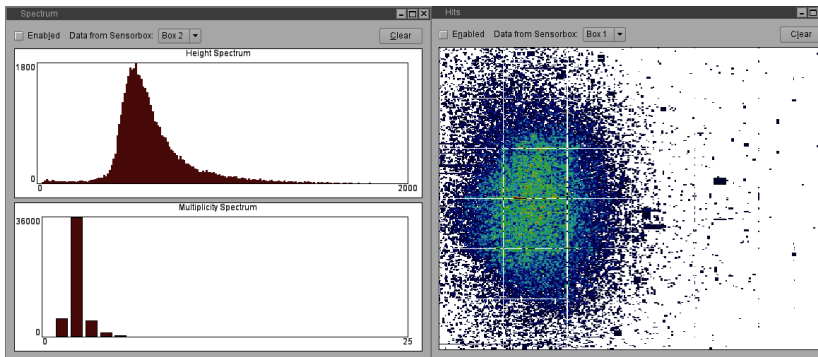 Spectrum
Enabled Data from Sensorbox: Box 2 Clear
Height Spectrum
1800
0
0 2000
Multiplicity Spectrum
36000
0
0 25
Hits
Enabled Data from Sensorbox: Box 1 Clear